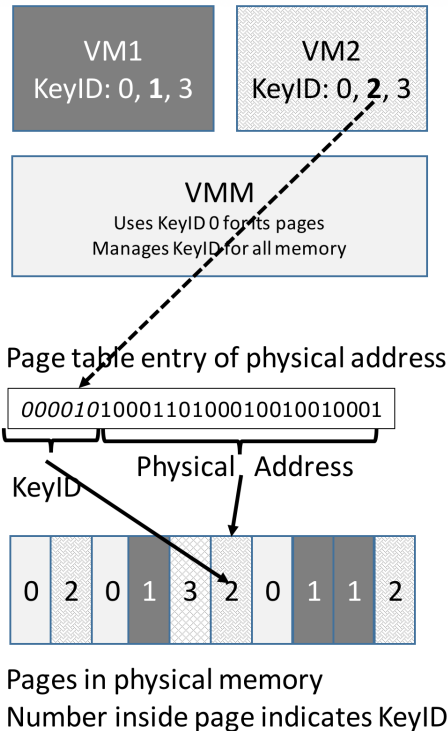 VM1
KeyID: 0, 1, 3
VM2
KeyID: 0, 2, 3
VMM
Uses KeyID 0 for its pages
Manages KeyID for all memory
Page table entry of physical address
0000101000110100010010010001
KeyID
Physical Address
0 2 0 1 3 2 0 1 1 2
Pages in physical memory
Number inside page indicates KeyID